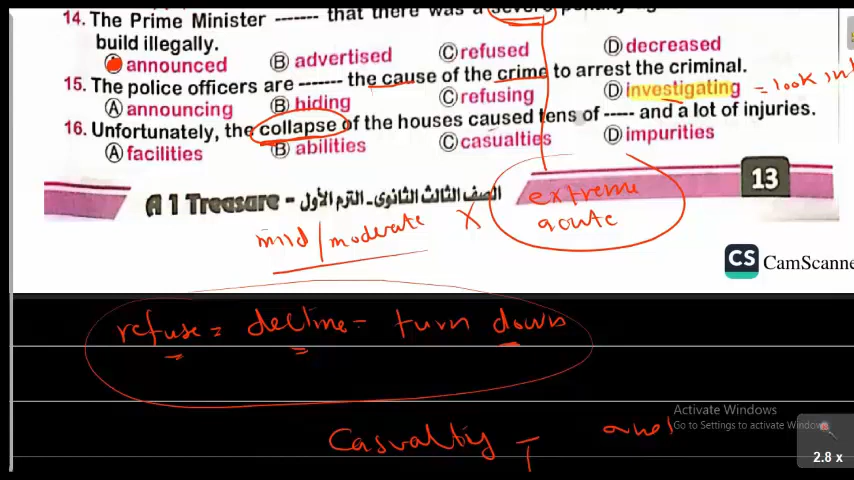 14. The Prime Minister ------- that there was a severe penalty
build illegally.
A announced B advertised C refused D decreased
15. The police officers are ------- the cause of the crime to arrest the criminal.
A announcing B hiding C refusing D investigating = look int
16. Unfortunately, the collapse of the houses caused tens of ----- and a lot of injuries.
A facilities B abilities C casualties D impurities
A 1 Treasure - الصف الثالث الثانوى - الترم الأول
13
extreme
mild / moderate X
CS CamScanne
refuse = decline = turn down
Activate Windows
Go to Settings to activate Windows.
Casualty
2.8 x